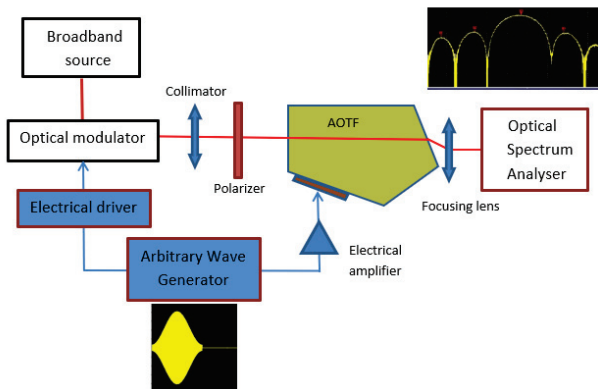 Broadband
source
Collimator
AOTF
Optical modulator
Optical
Spectrum
Analyser
Polarizer
Focusing lens
Electrical driver
Arbitrary Wave
Generator
Electrical
amplifier